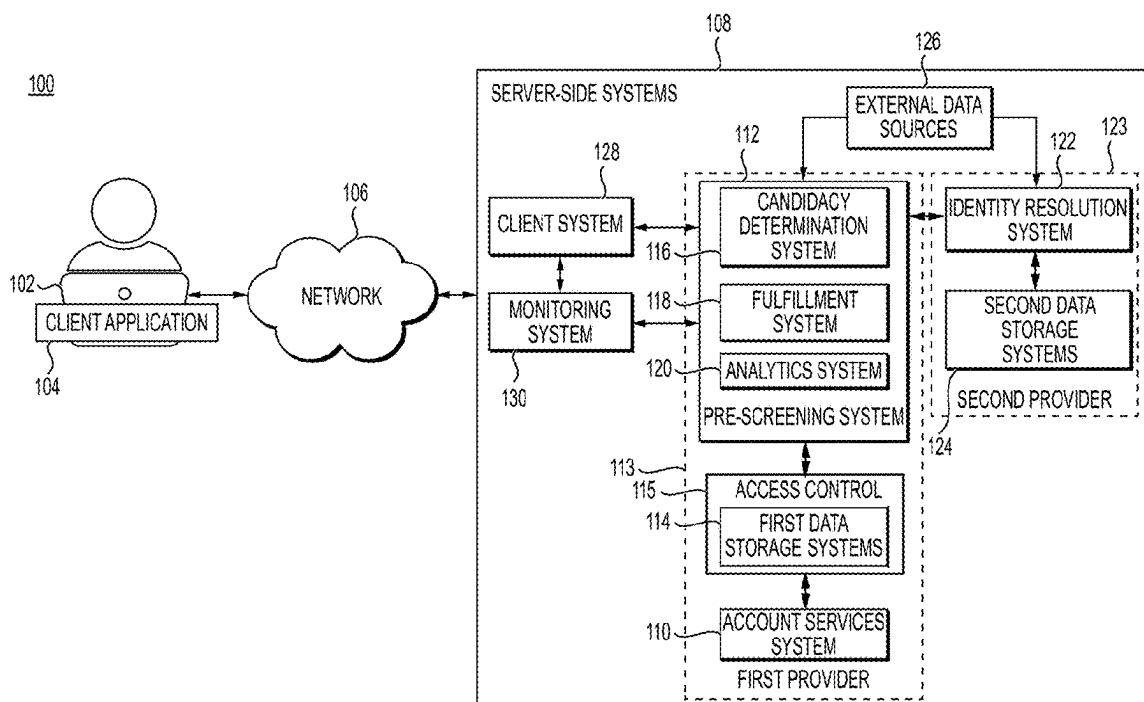 100
108
126
SERVER-SIDE SYSTEMS
EXTERNAL DATA
SOURCES
112
128
122
123
106
CLIENT SYSTEM
CANDIDACY
DETERMINATION
SYSTEM
116
IDENTITY RESOLUTION
SYSTEM
102
NETWORK
CLIENT APPLICATION
104
MONITORING
SYSTEM
130
118
FULFILLMENT
SYSTEM
120
ANALYTICS SYSTEM
PRE-SCREENING SYSTEM
SECOND DATA
STORAGE
SYSTEMS
SECOND PROVIDER
124
113
115
ACCESS CONTROL
114
FIRST DATA
STORAGE SYSTEMS
110
ACCOUNT SERVICES
SYSTEM
FIRST PROVIDER